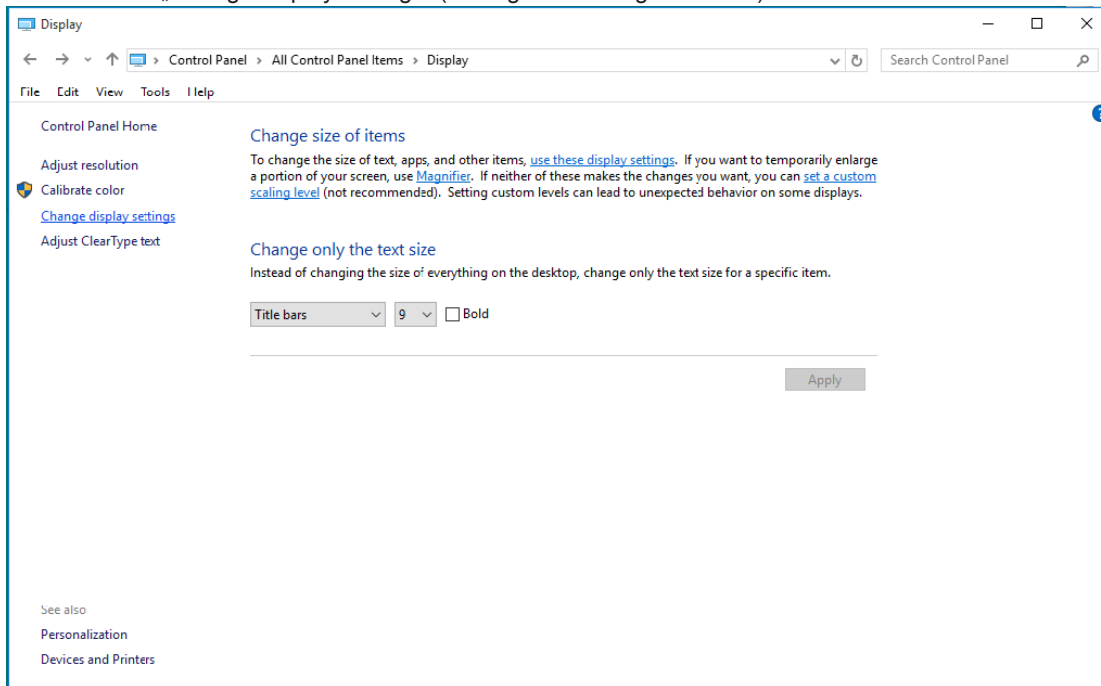 Display
Control Panel > All Control Panel Items > Display
Search Control Panel
File Edit View Tools Help
Control Panel Home
Adjust resolution
Calibrate color
Change display settings
Adjust ClearType text
Change size of items
To change the size of text, apps, and other items, use these display settings. If you want to temporarily enlarge
a portion of your screen, use Magnifier. If neither of these makes the changes you want, you can set a custom
scaling level (not recommended). Setting custom levels can lead to unexpected behavior on some displays.
Change only the text size
Instead of changing the size of everything on the desktop, change only the text size for a specific item.
Title bars 9 Bold
Apply
See also
Personalization
Devices and Printers